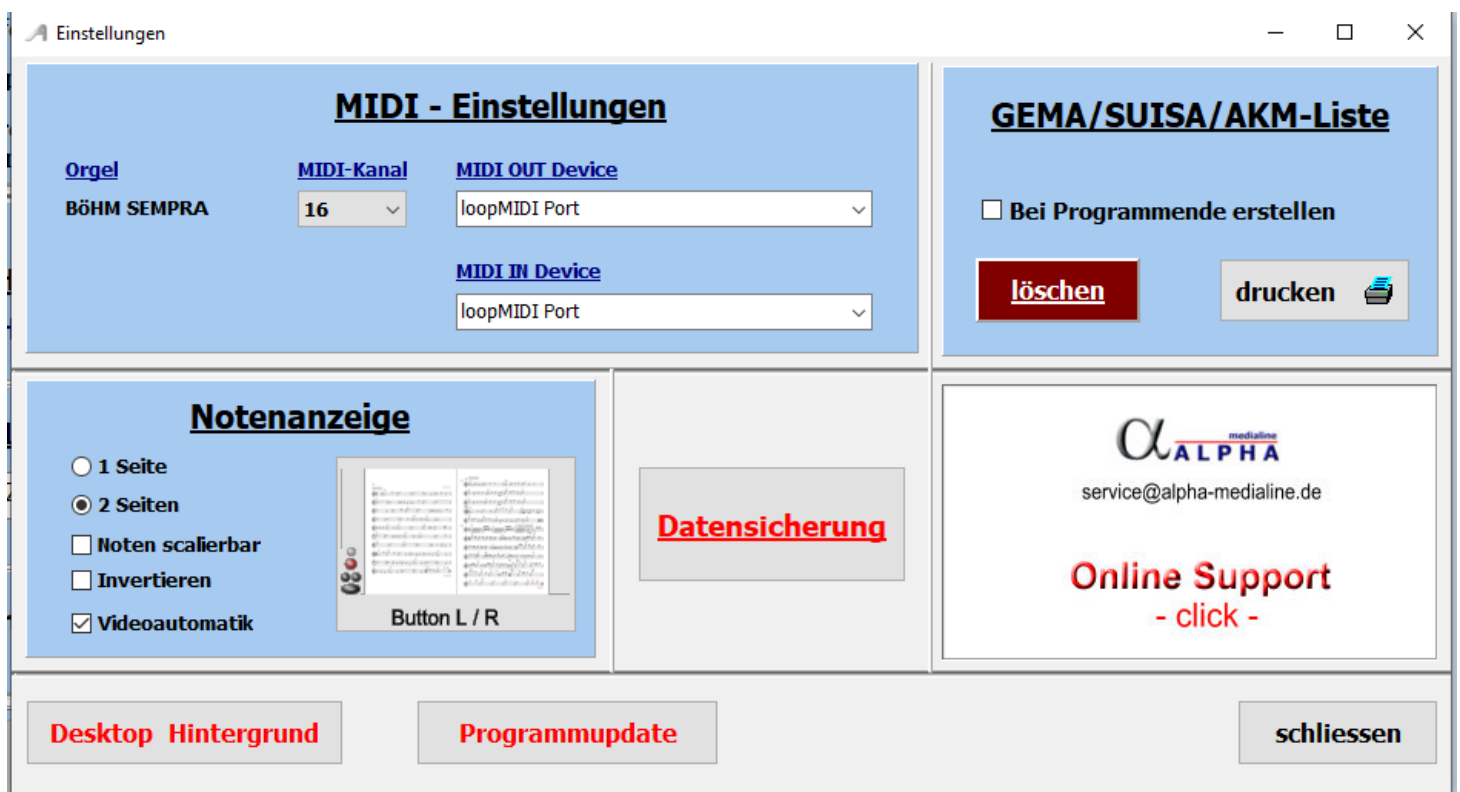 Einstellungen
MIDI - Einstellungen
Orgel
MIDI-Kanal
MIDI OUT Device
BöHM SEMPRA
16
loopMIDI Port
MIDI IN Device
loopMIDI Port
GEMA/SUISA/AKM-Liste
Bei Programmende erstellen
löschen
drucken
Notenanzeige
1 Seite
2 Seiten
Noten scalierbar
Invertieren
Videoautomatik
Button L / R
Datensicherung
α medialine
ALPHA
service@alpha-medialine.de
Online Support
- click -
Desktop Hintergrund
Programmupdate
schliessen